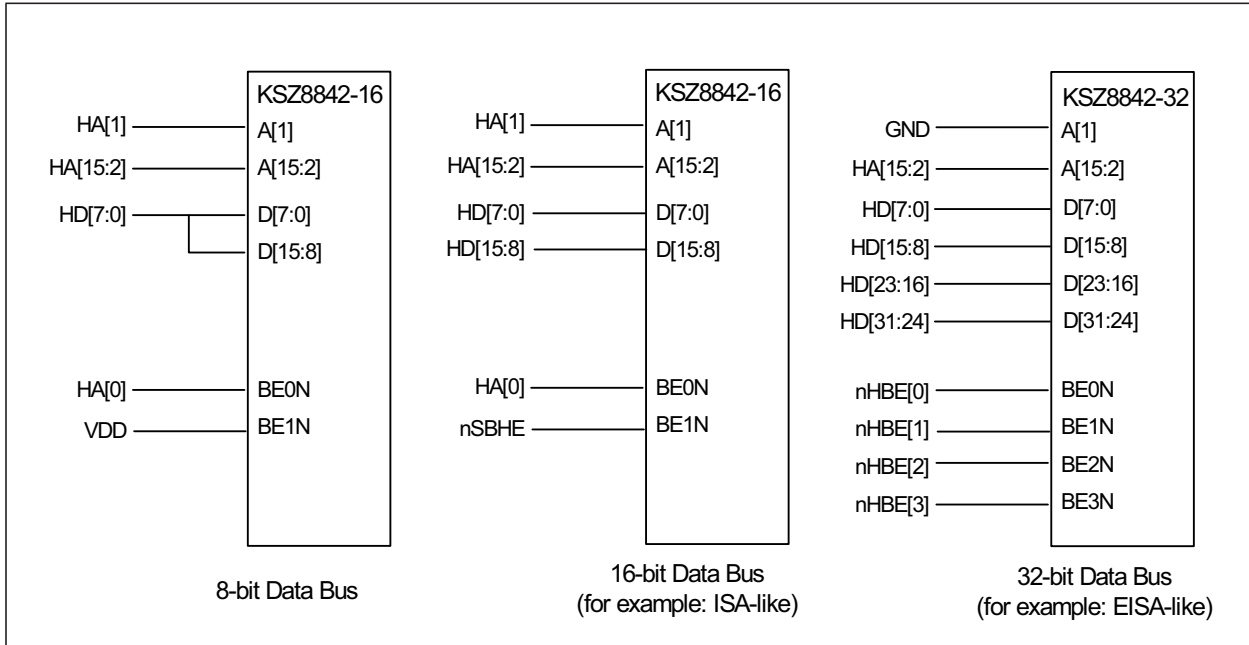 KSZ8842-16
HA[1]
A[1]
HA[15:2]
A[15:2]
HD[7:0]
D[7:0]
D[15:8]
HA[0]
BE0N
VDD
BE1N
8-bit Data Bus
KSZ8842-16
HA[1]
A[1]
HA[15:2]
A[15:2]
HD[7:0]
D[7:0]
HD[15:8]
D[15:8]
HA[0]
BE0N
nSBHE
BE1N
16-bit Data Bus
(for example: ISA-like)
KSZ8842-32
GND
A[1]
HA[15:2]
A[15:2]
HD[7:0]
D[7:0]
HD[15:8]
D[15:8]
HD[23:16]
D[23:16]
HD[31:24]
D[31:24]
nHBE[0]
BE0N
nHBE[1]
BE1N
nHBE[2]
BE2N
nHBE[3]
BE3N
32-bit Data Bus
(for example: EISA-like)